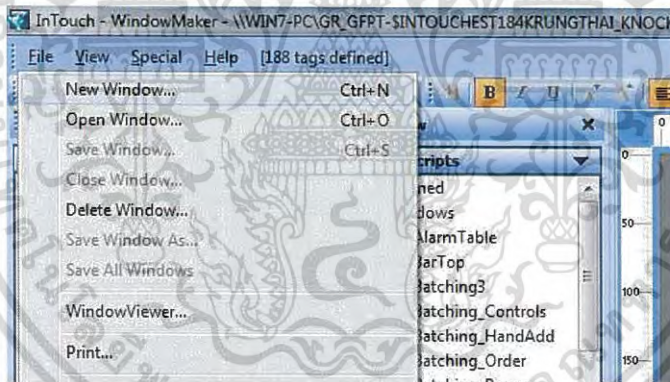 InTouch - WindowMaker - \\WIN7-PC\GR_GFPT-$INTOUCHEST184KRUNGTHAI_KNOCK
File View Special Help [188 tags defined]
New Window... Ctrl+N
Open Window... Ctrl+O
Save Window... Ctrl+S
Close Window...
Delete Window...
Save Window As...
Save All Windows
WindowViewer...
Print...
B I U
0
cripts
ned
dows
AlarmTable
BarTop
Batching3
Batching_Controls
Batching_HandAdd
Batching_Order
0
50
100
150